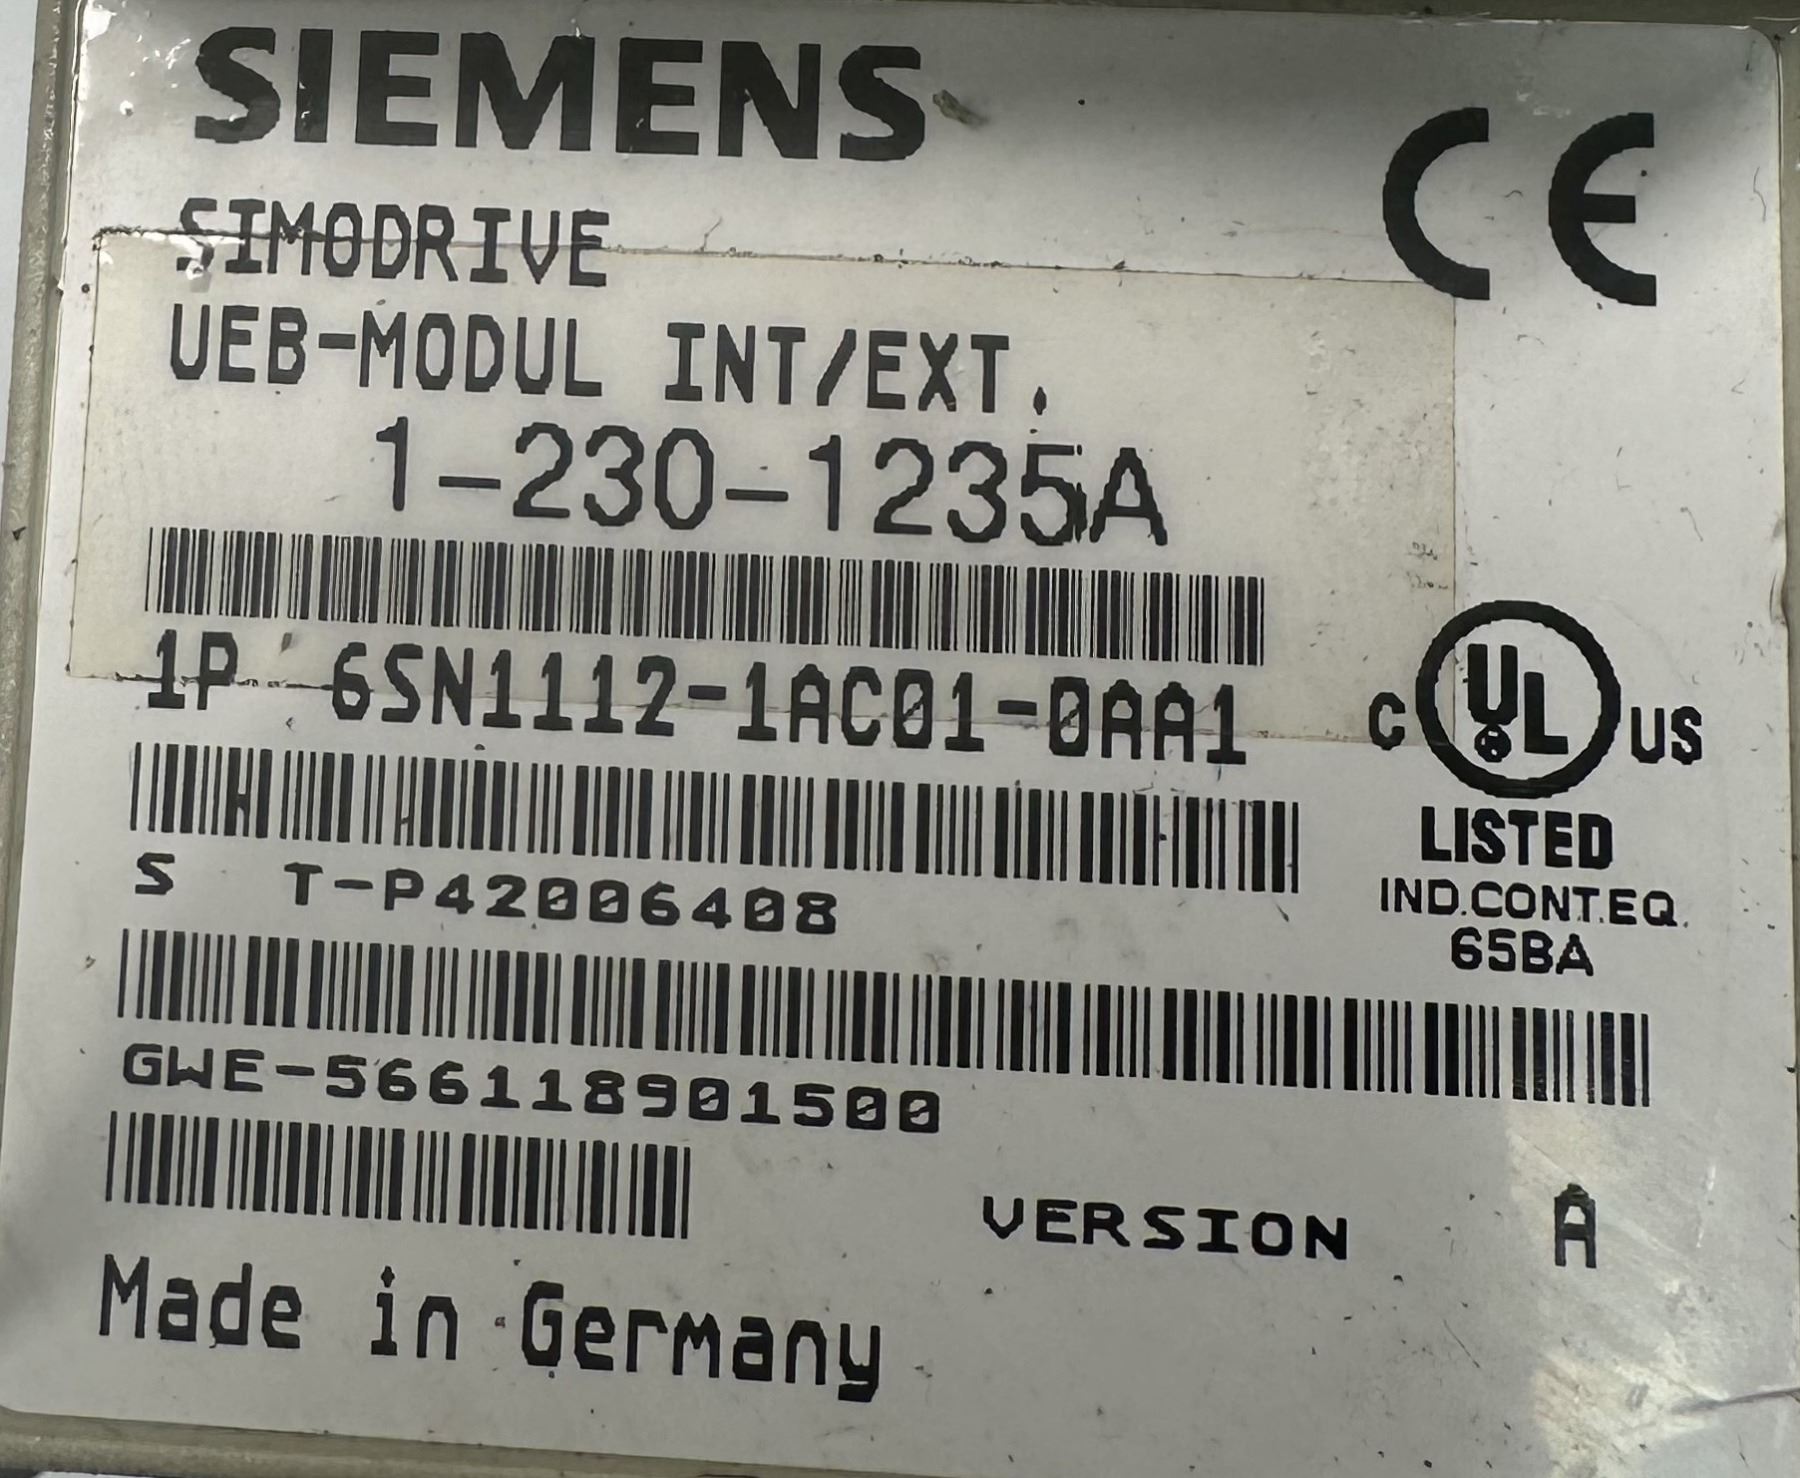 SIEMENS
CE
SIMODRIVE
UEB-MODUL INT/EXT.
1-230-1235A
1P 6SN1112-1AC01-0AA1
C UL US
LISTED
IND.CONT.EQ.
65BA
S T-P42006408
GWE-566118901500
VERSION A
Made in Germany